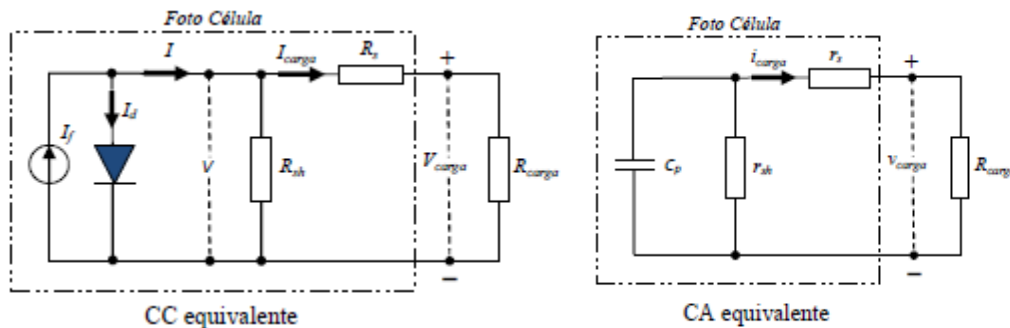 Foto Célula
I
I_carga
R_s
+
I_d
I_f
V
R_sh
V_carga
R_carga
−
CC equivalente
Foto Célula
i_carga
r_s
+
C_p
r_sh
v_carga
R_carg
−
CA equivalente